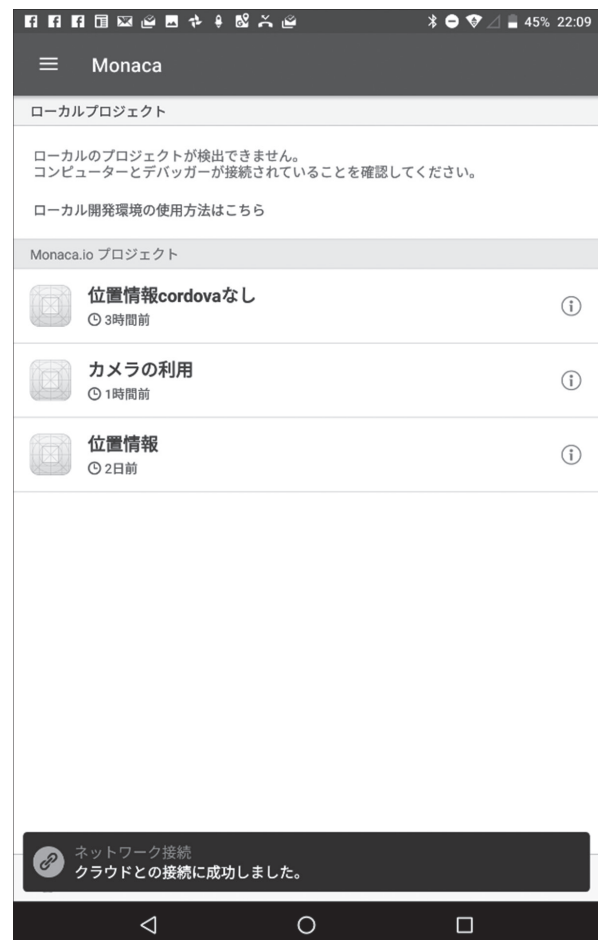 45% 22:09
Monaca
ローカルプロジェクト
ローカルのプロジェクトが検出できません。
コンピューターとデバッガーが接続されていることを確認してください。
ローカル開発環境の使用方法はこちら
Monaca.io プロジェクト
位置情報cordovaなし
3時間前
カメラの利用
1時間前
位置情報
2日前
ネットワーク接続
クラウドとの接続に成功しました。